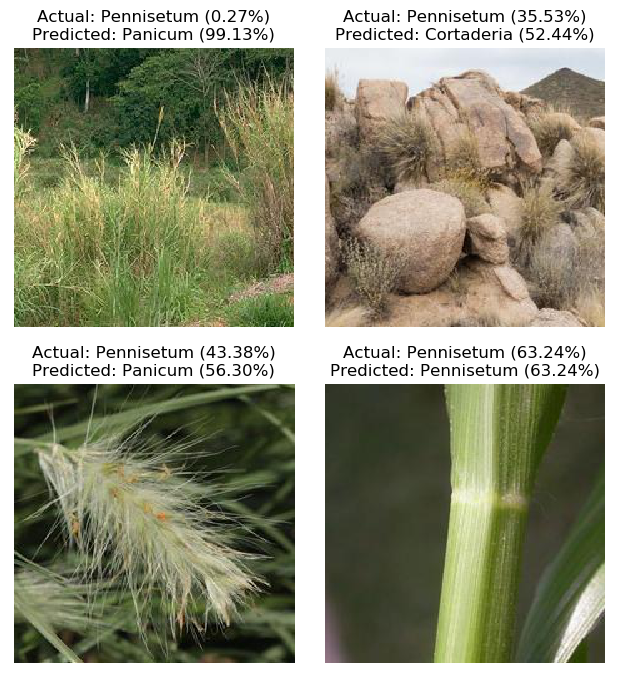 Actual: Pennisetum (0.27%)
Predicted: Panicum (99.13%)
Actual: Pennisetum (35.53%)
Predicted: Cortaderia (52.44%)
Actual: Pennisetum (43.38%)
Predicted: Panicum (56.30%)
Actual: Pennisetum (63.24%)
Predicted: Pennisetum (63.24%)